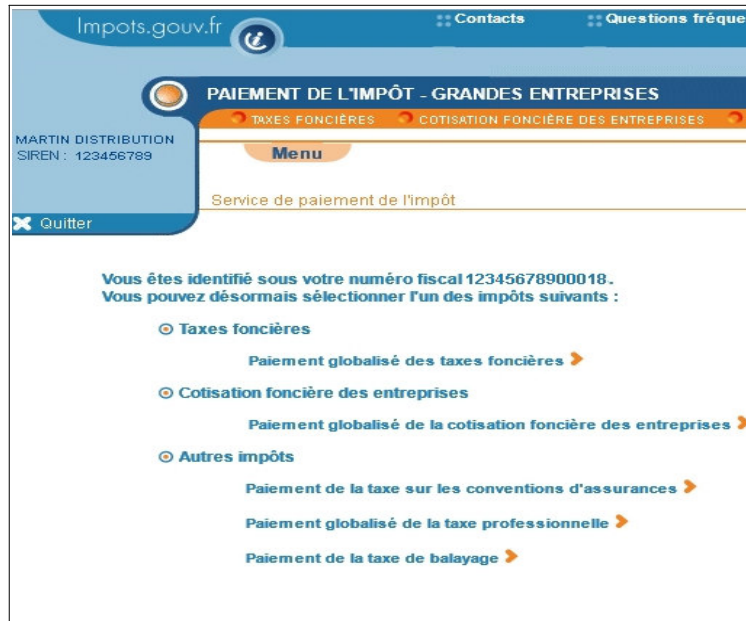 Impots.gouv.fr
Contacts
Questions fréque
PAIEMENT DE L'IMPÔT - GRANDES ENTREPRISES
TAXES FONCIÈRES
COTISATION FONCIÈRE DES ENTREPRISES
MARTIN DISTRIBUTION
SIREN : 123456789
Menu
Service de paiement de l'impôt
Quitter
Vous êtes identifié sous votre numéro fiscal 12345678900018.
Vous pouvez désormais sélectionner l'un des impôts suivants :
Taxes foncières
Paiement globalisé des taxes foncières
Cotisation foncière des entreprises
Paiement globalisé de la cotisation foncière des entreprises
Autres impôts
Paiement de la taxe sur les conventions d'assurances
Paiement globalisé de la taxe professionnelle
Paiement de la taxe de balayage